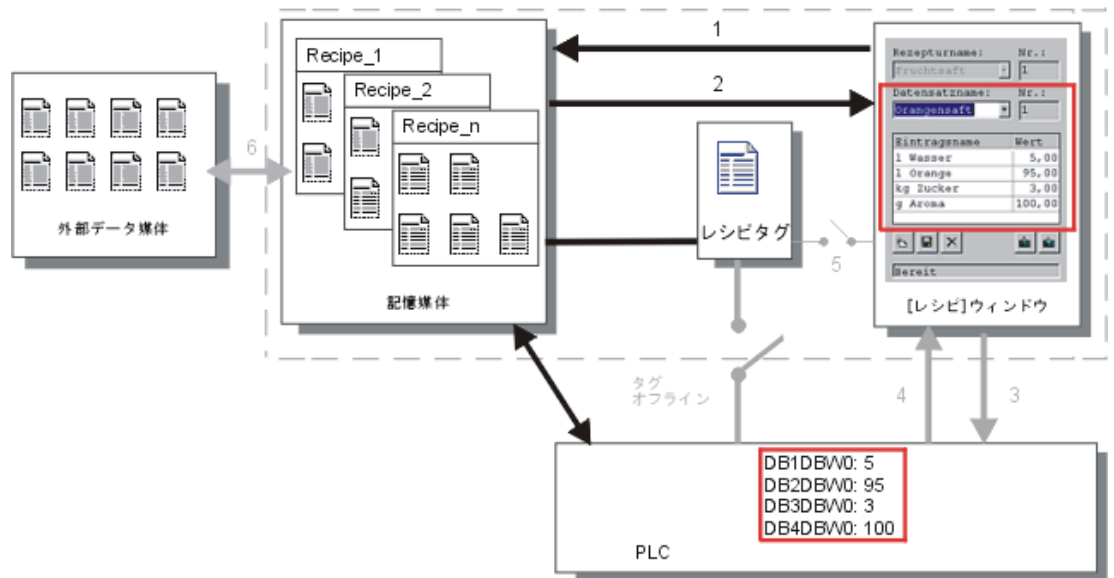 外部データ媒体
6
Recipe_1
Recipe_2
Recipe_n
記憶媒体
1
2
レシピタグ
5
Rezepturname: Nr.:
Fruchtsaft 1
Datensatzname: Nr.:
Orangensaft 1
Eintragsname Wert
l Wasser 5,00
l Orange 95,00
kg Zucker 3,00
g Aroma 100,00
Bereit
[レシピ]ウィンドウ
タグ
オフライン
4
3
DB1DBW0: 5
DB2DBW0: 95
DB3DBW0: 3
DB4DBW0: 100
PLC